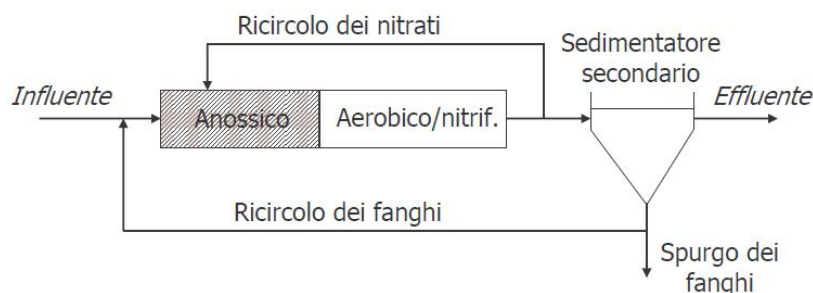 Ricircolo dei nitrati
Sedimentatore
secondario
Influente
Effluente
Anossico
Aerobico/nitrif.
Ricircolo dei fanghi
Spurgo dei
fanghi